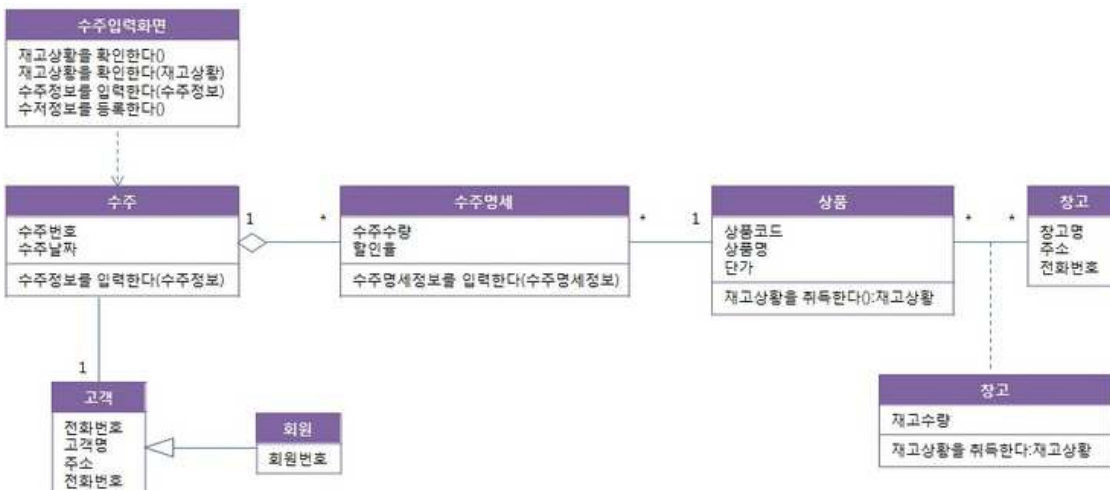 수주입력화면
재고상황을 확인한다()
재고상황을 확인한다(재고상황)
수주정보를 입력한다(수주정보)
수저정보를 등록한다()
수주
수주번호
수주날짜
수주정보를 입력한다(수주정보)
1
*
수주명세
수주수량
할인율
수주명세정보를 입력한다(수주명세정보)
*
1
상품
상품코드
상품명
단가
재고상황을 취득한다():재고상황
*
*
창고
창고명
주소
전화번호
1
고객
전화번호
고객명
주소
전화번호
회원
회원번호
창고
재고수량
재고상황을 취득한다:재고상황